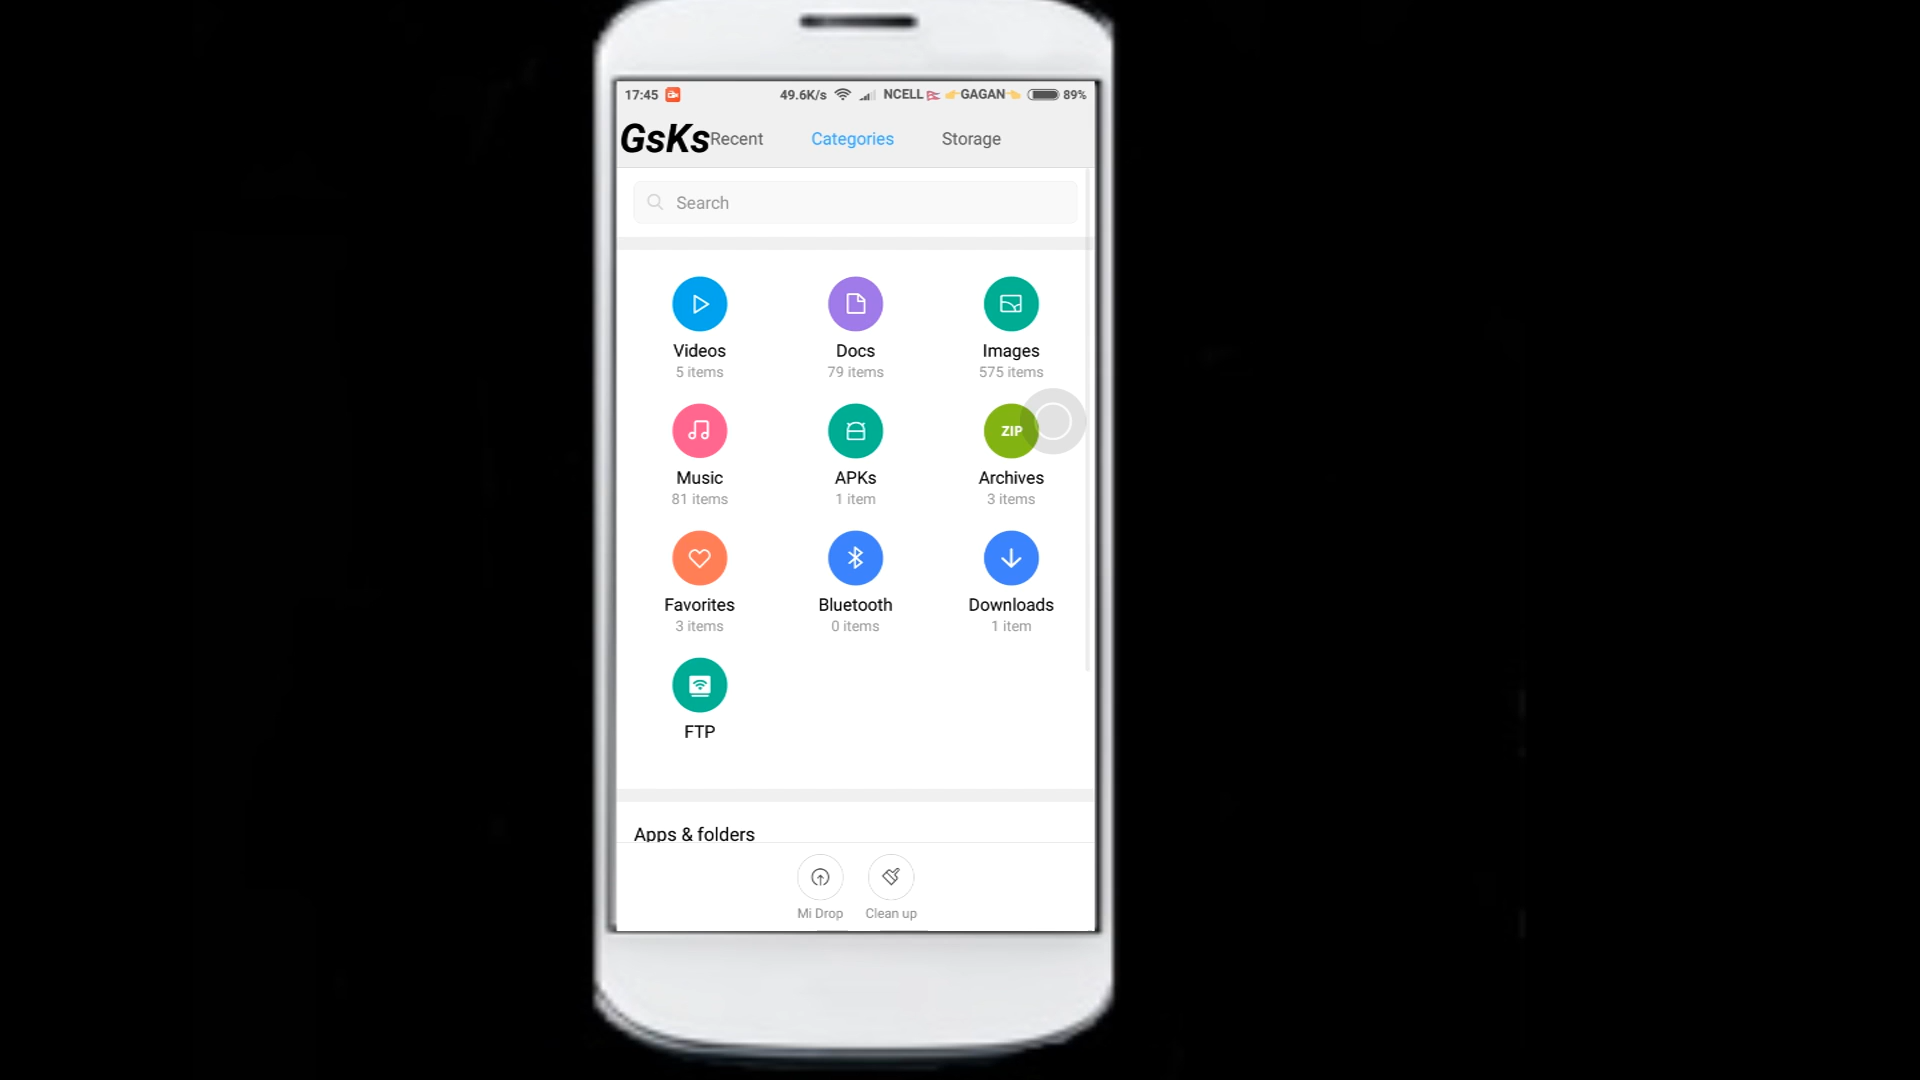 17:45 49.6K/s NCELL GAGAN 89%
GsKs Recent Categories Storage
Search
Videos Docs Images
5 items 79 items 575 items
ZIP
Music APKs Archives
81 items 1 item 3 items
Favorites Bluetooth Downloads
3 items 0 items 1 item
FTP
Apps & folders
Mi Drop Clean up